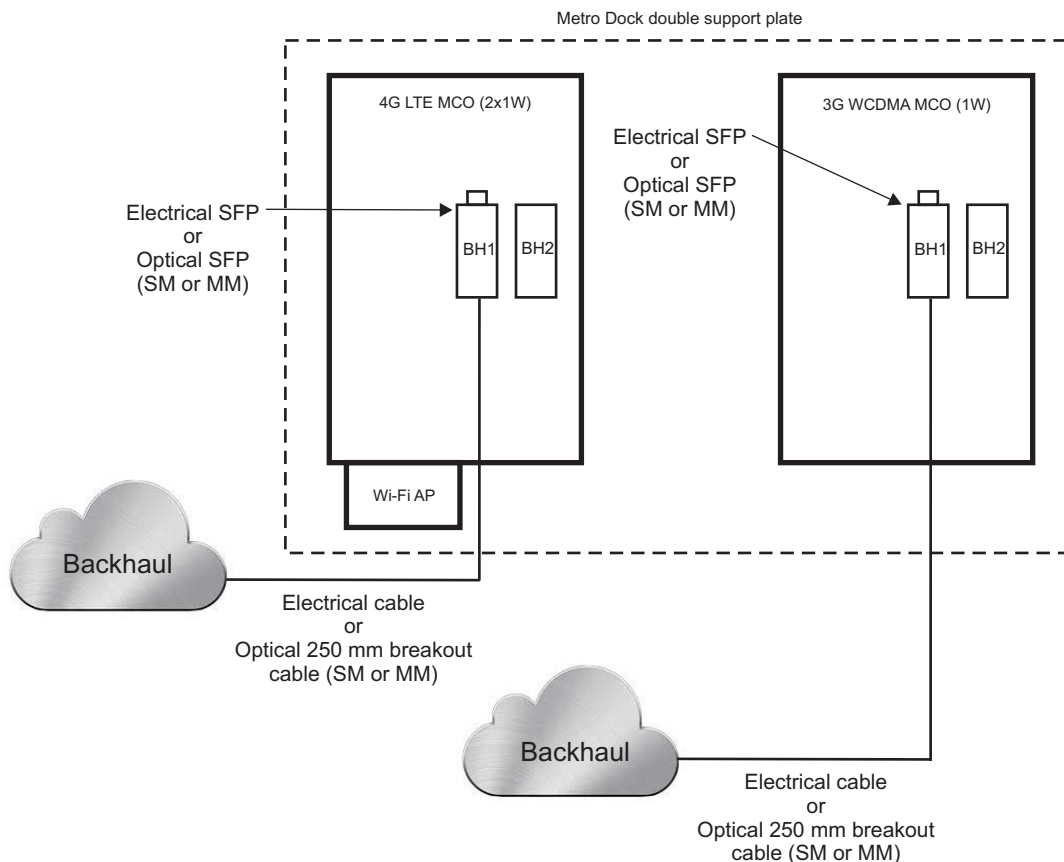 Metro Dock double support plate
4G LTE MCO (2x1W)
3G WCDMA MCO (1W)
Electrical SFP
or
Optical SFP
(SM or MM)
Electrical SFP
or
Optical SFP
(SM or MM)
BH1
BH2
BH1
BH2
Wi-Fi AP
Backhaul
Electrical cable
or
Optical 250 mm breakout
cable (SM or MM)
Backhaul
Electrical cable
or
Optical 250 mm breakout
cable (SM or MM)